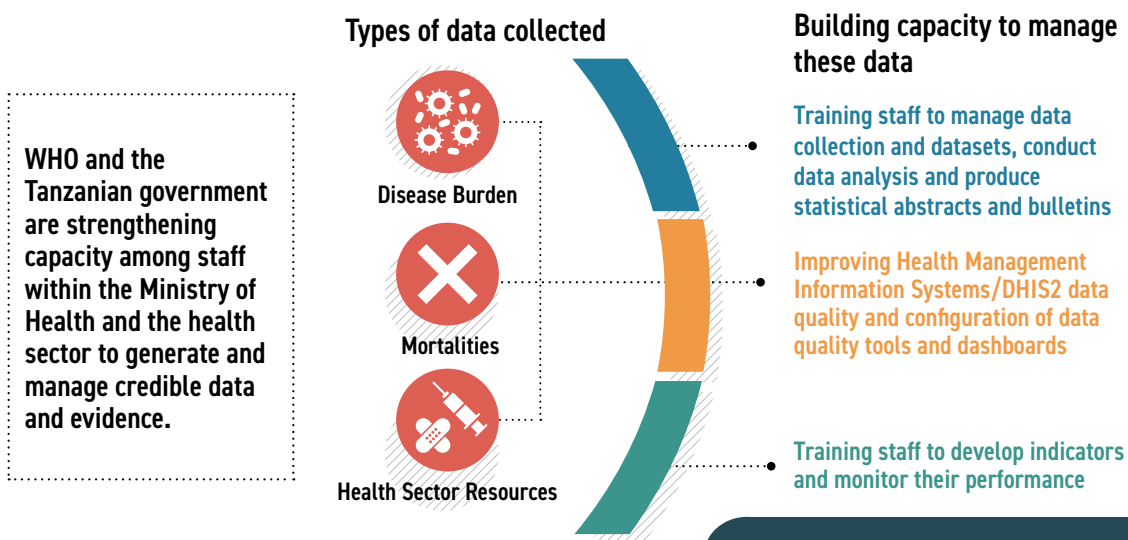 WHO and the
Tanzanian government
are strengthening
capacity among staff
within the Ministry of
Health and the health
sector to generate and
manage credible data
and evidence.
Types of data collected
Disease Burden
Mortalities
Health Sector Resources
Building capacity to manage
these data
Training staff to manage data
collection and datasets, conduct
data analysis and produce
statistical abstracts and bulletins
Improving Health Management
Information Systems/DHIS2 data
quality and configuration of data
quality tools and dashboards
Training staff to develop indicators
and monitor their performance